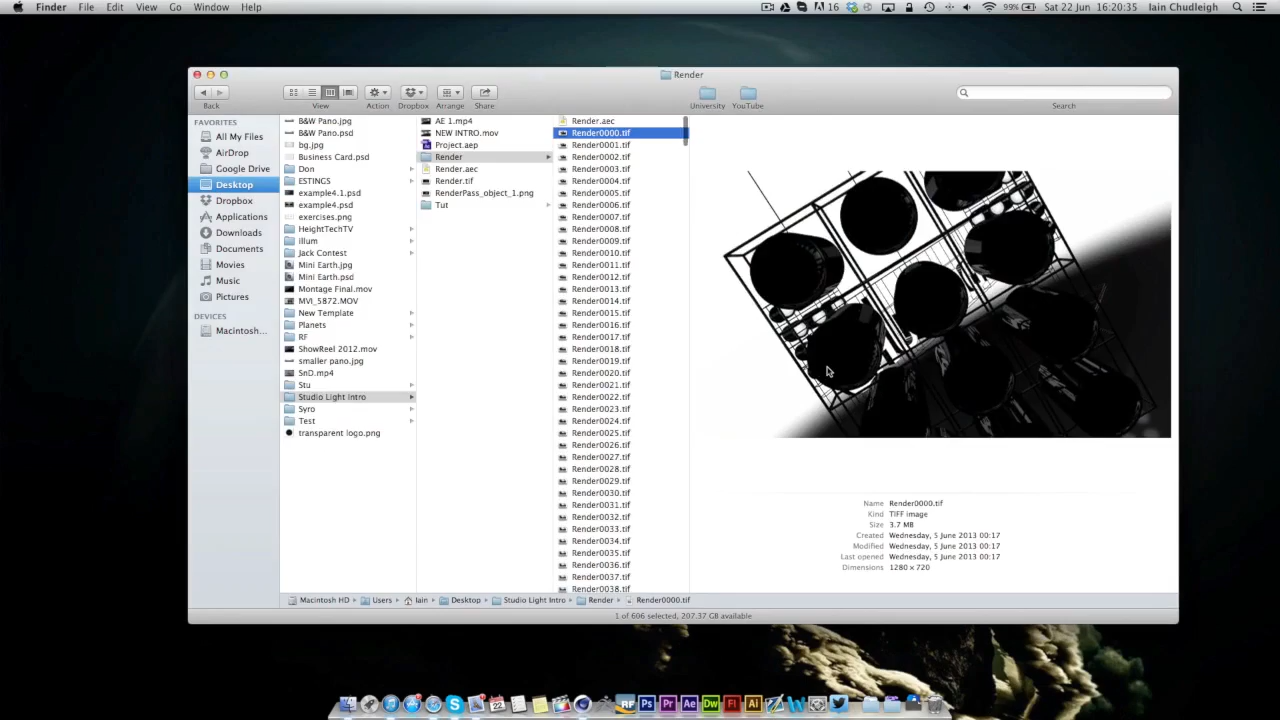 Finder File Edit View Go Window Help 16 99% Sat 22 Jun 16:20:35 Iain Chudleigh
Render
Back View Action Dropbox Arrange Share University YouTube Search
FAVORITES
All My Files
AirDrop
Google Drive
Desktop
Dropbox
Applications
Downloads
Documents
Movies
Music
Pictures
DEVICES
Macintosh...
B&W Pano.jpg
B&W Pano.psd
bg.jpg
Business Card.psd
Don
ESTINGS
example4.1.psd
example4.psd
exercises.png
HeightTechTV
Illum
Jack Contest
Mini Earth.jpg
Mini Earth.psd
Montage Final.mov
MVI_5872.MOV
New Template
Planets
RF
ShowReel 2012.mov
smaller pano.jpg
SnD.mp4
Stu
Studio Light Intro
Syro
Test
transparent logo.png
AE 1.mp4
NEW INTRO.mov
Project.aep
Render
Render.aec
Render.tif
RenderPass_object_1.png
Tut
Render.aec
Render0000.tif
Render0001.tif
Render0002.tif
Render0003.tif
Render0004.tif
Render0005.tif
Render0006.tif
Render0007.tif
Render0008.tif
Render0009.tif
Render0010.tif
Render0011.tif
Render0012.tif
Render0013.tif
Render0014.tif
Render0015.tif
Render0016.tif
Render0017.tif
Render0018.tif
Render0019.tif
Render0020.tif
Render0021.tif
Render0022.tif
Render0023.tif
Render0024.tif
Render0025.tif
Render0026.tif
Render0027.tif
Render0028.tif
Render0029.tif
Render0030.tif
Render0031.tif
Render0032.tif
Render0033.tif
Render0034.tif
Render0035.tif
Render0036.tif
Render0037.tif
Render0038.tif
Name Render0000.tif
Kind TIFF image
Size 3.7 MB
Created Wednesday, 5 June 2013 00:17
Modified Wednesday, 5 June 2013 00:17
Last opened Wednesday, 5 June 2013 00:17
Dimensions 1280 × 720
Macintosh HD Users Iain Desktop Studio Light Intro Render Render0000.tif
1 of 606 selected, 207.37 GB available
22 RF Ps Pr Ae Dw Fl Ai